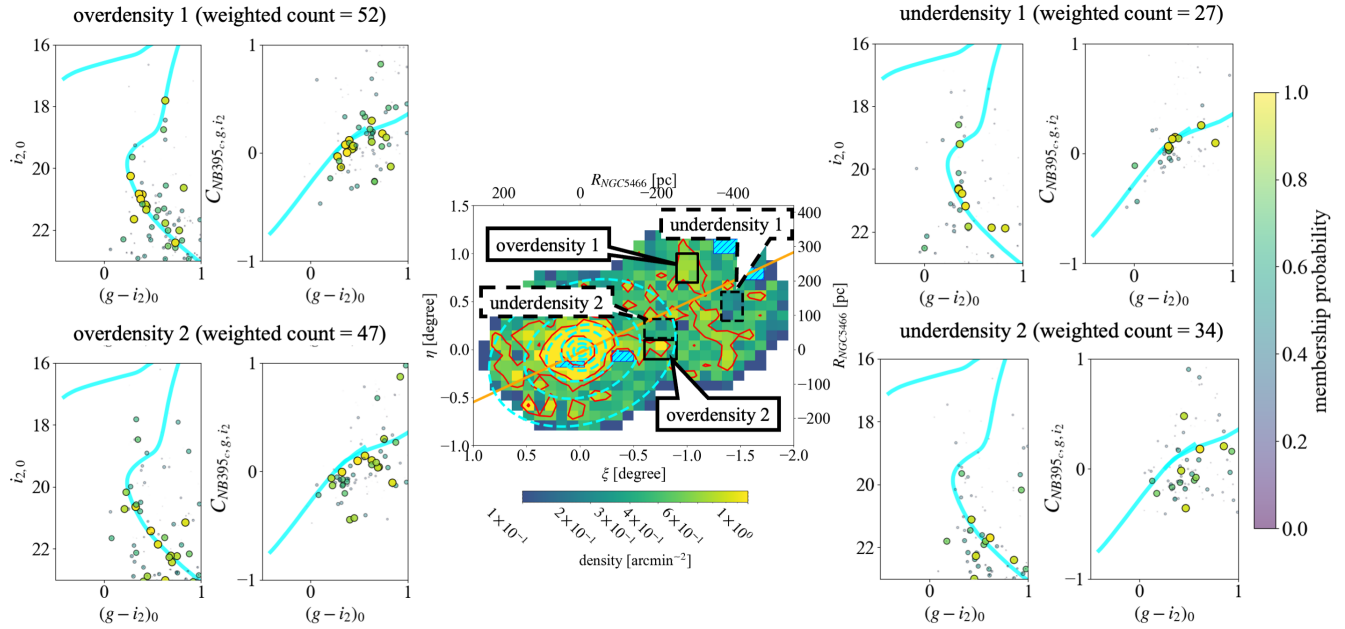 overdensity 1 (weighted count = 52)
16
18
20
22
i2,0
0
1
(g − i2)0
1
0
−1
C_NB395c, g, i2
0
1
(g − i2)0
overdensity 2 (weighted count = 47)
16
18
20
22
i2,0
0
1
(g − i2)0
1
0
−1
C_NB395c, g, i2
0
1
(g − i2)0
R_NGC5466 [pc]
200
0
−200
−400
1.5
1.0
0.5
0.0
−0.5
−1.0
η [degree]
overdensity 1
underdensity 1
underdensity 2
overdensity 2
400
300
200
100
0
−100
−200
R_NGC5466 [pc]
1.0
0.5
0.0
−0.5
−1.0
−1.5
−2.0
ξ [degree]
1×10⁻¹
2×10⁻¹
3×10⁻¹
4×10⁻¹
6×10⁻¹
1×10⁰
density [arcmin⁻²]
underdensity 1 (weighted count = 27)
16
18
20
22
i2,0
0
1
(g − i2)0
1
0
−1
C_NB395c, g, i2
0
1
(g − i2)0
underdensity 2 (weighted count = 34)
16
18
20
22
i2,0
0
1
(g − i2)0
1
0
−1
C_NB395c, g, i2
0
1
(g − i2)0
1.0
0.8
0.6
0.4
0.2
0.0
membership probability